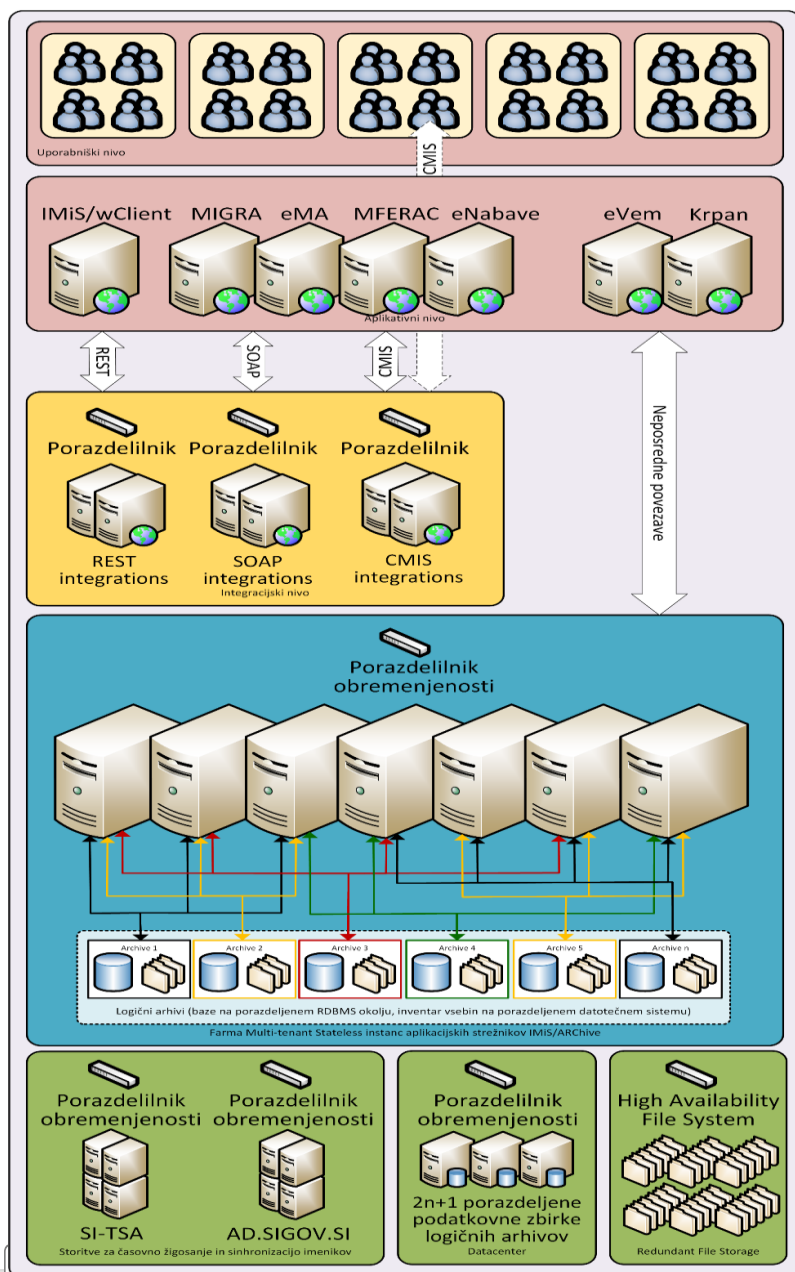 Uporabniški nivo
CMIS
IMiS/wClient
MIGRA
eMA
MFERAC
eNabave
eVem
Krpan
Aplikativni nivo
REST
SOAP
CMIS
Neposredne povezave
Porazdelilnik
Porazdelilnik
Porazdelilnik
REST
integrations
SOAP
integrations
CMIS
integrations
Integracijski nivo
Porazdelilnik
obremenjenosti
Archive 1
Archive 2
Archive 3
Archive 4
Archive 5
Archive n
Logični arhivi (baze na porazdeljenem RDBMS okolju, inventar vsebin na porazdeljenem datotečnem sistemu)
Farma Multi-tenant Stateless instanc aplikacijskih strežnikov IMiS/ARChive
Porazdelilnik
obremenjenosti
SI-TSA
Porazdelilnik
obremenjenosti
AD.SIGOV.SI
Storitve za časovno žigosanje in sinhronizacijo imenikov
Porazdelilnik
obremenjenosti
2n+1 porazdeljene
podatkovne zbirke
logičnih arhivov
Datacenter
High Availability
File System
Redundant File Storage